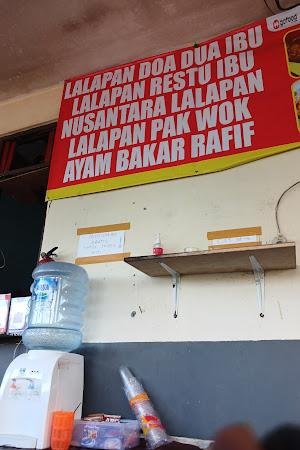 gofood
LALAPAN DOA DUA IBU
LALAPAN RESTU IBU
NUSANTARA LALAPAN
LALAPAN PAK WOK
AYAM BAKAR RAFIF